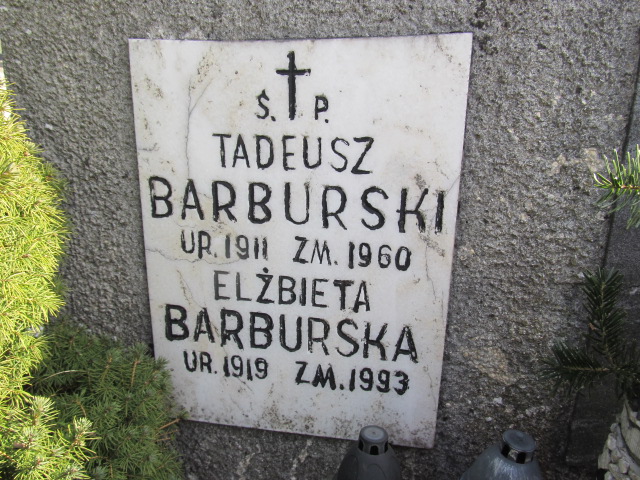 Ś. P.
TADEUSZ
BARBURSKI
UR. 1911 ZM. 1960
ELŻBIETA
BARBURSKA
UR. 1919 ZM. 1993